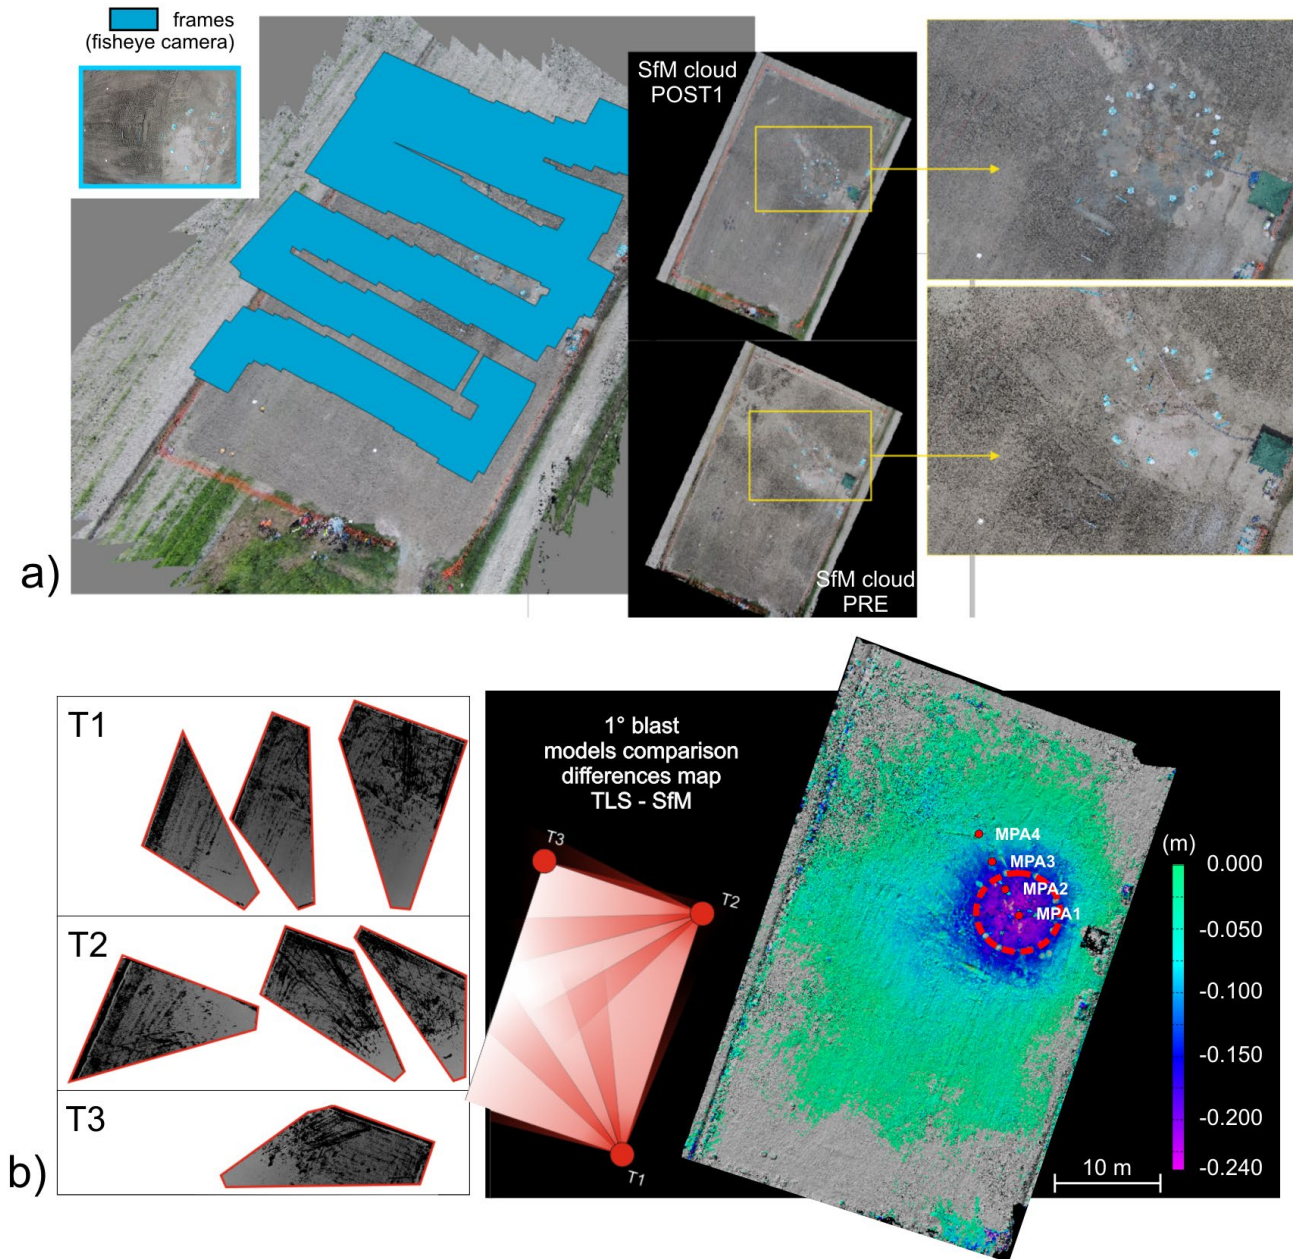 frames
(fisheye camera)
SfM cloud
POST1
SfM cloud
PRE
a)
T1
T2
T3
b)
1° blast
models comparison
differences map
TLS - SfM
T3
T2
T1
MPA4
MPA3
MPA2
MPA1
(m)
0.000
-0.050
-0.100
-0.150
-0.200
-0.240
10 m